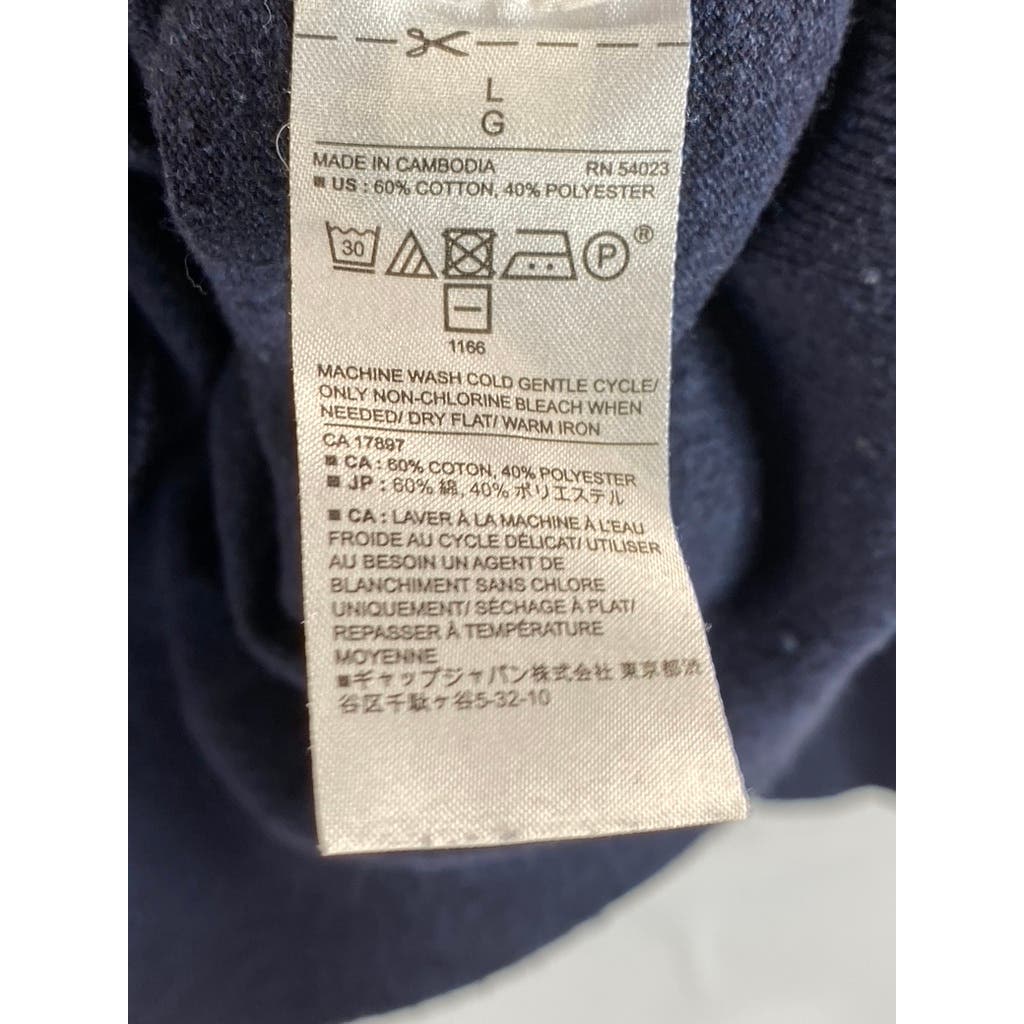 L
G
MADE IN CAMBODIA RN 54023
■ US : 60% COTTON, 40% POLYESTER
30 P®
1166
MACHINE WASH COLD GENTLE CYCLE/
ONLY NON-CHLORINE BLEACH WHEN
NEEDED/ DRY FLAT/ WARM IRON
CA 17897
■ CA : 60% COTON, 40% POLYESTER
■ JP : 60% 綿, 40% ポリエステル
■ CA : LAVER À LA MACHINE À L'EAU
FROIDE AU CYCLE DÉLICAT/ UTILISER
AU BESOIN UN AGENT DE
BLANCHIMENT SANS CHLORE
UNIQUEMENT/ SÉCHAGE À PLAT/
REPASSER À TEMPÉRATURE
MOYENNE
■ギャップジャパン株式会社 東京都渋
谷区千駄ヶ谷5-32-10